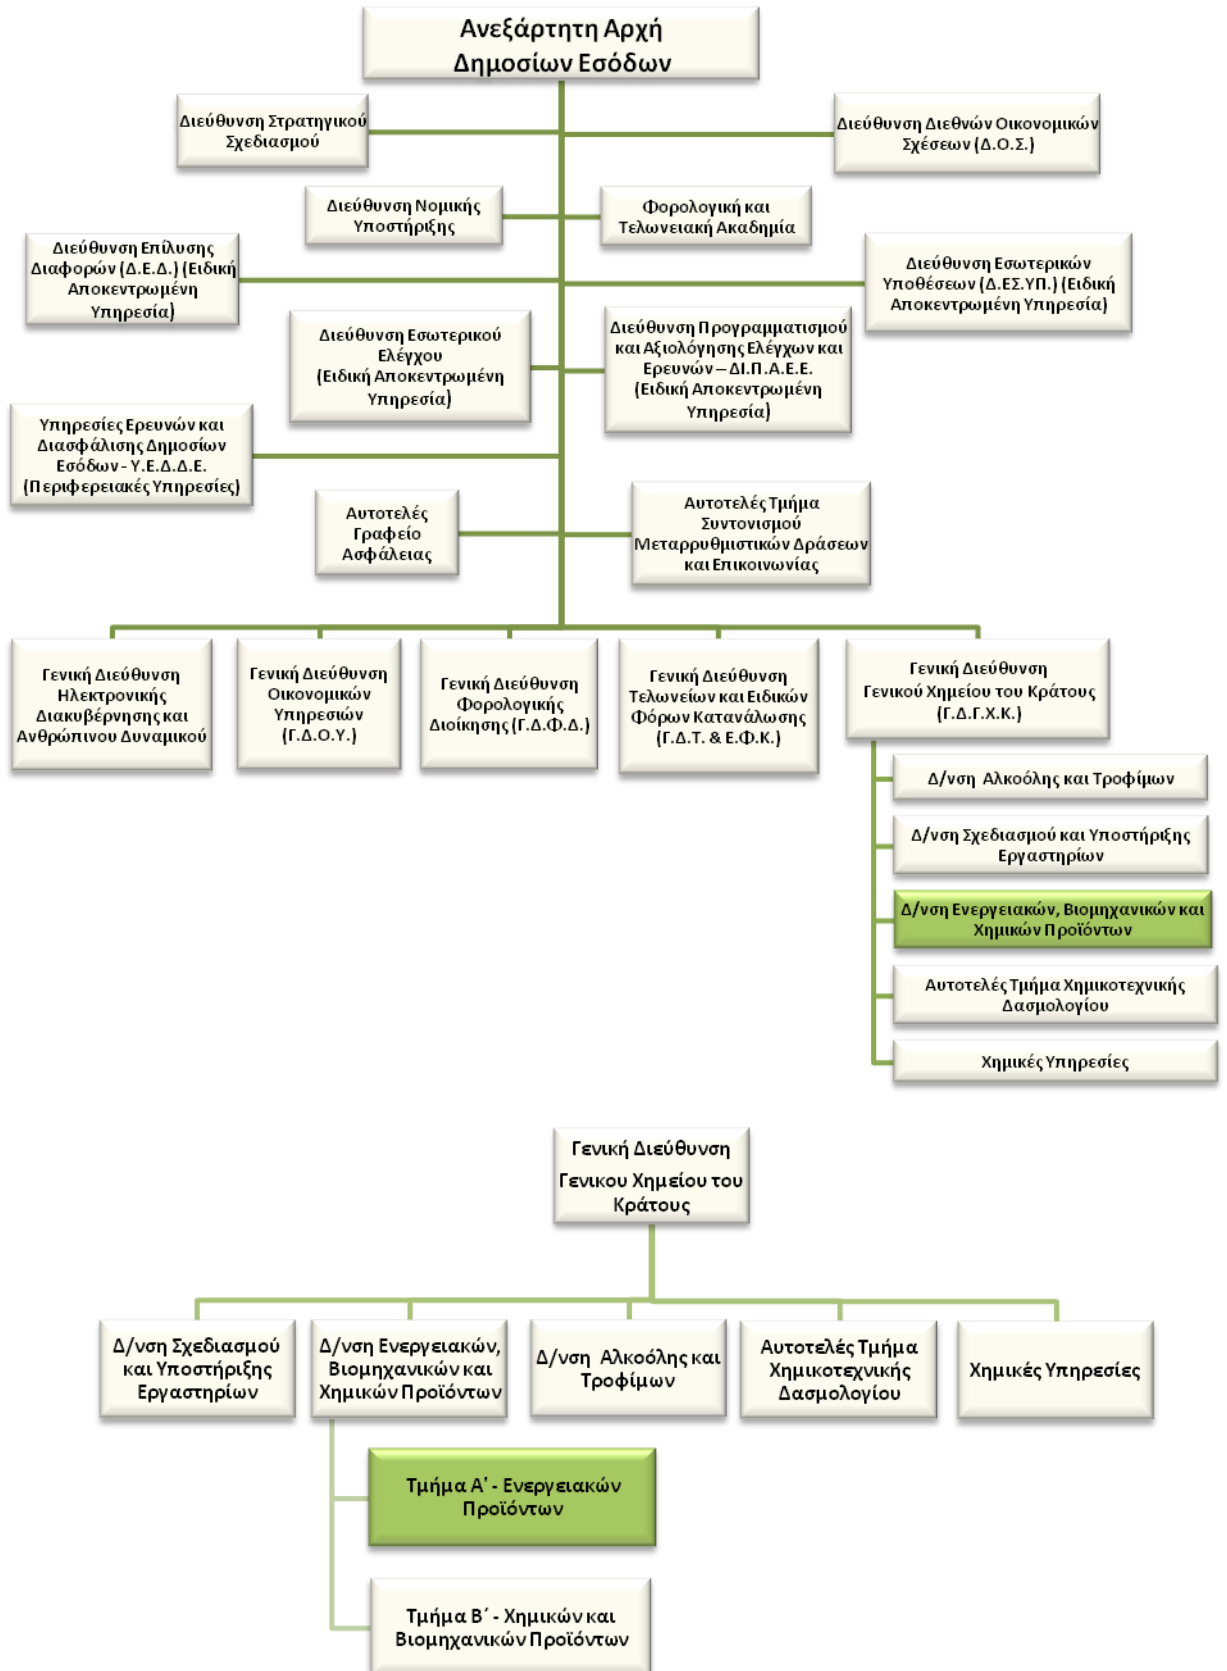 Ανεξάρτητη Αρχή
Δημοσίων Εσόδων
Διεύθυνση Στρατηγικού
Σχεδιασμού
Διεύθυνση Διεθνών Οικονομικών
Σχέσεων (Δ.Ο.Σ.)
Διεύθυνση Νομικής
Υποστήριξης
Φορολογική και
Τελωνειακή Ακαδημία
Διεύθυνση Επίλυσης
Διαφορών (Δ.Ε.Δ.) (Ειδική
Αποκεντρωμένη
Υπηρεσία)
Διεύθυνση Εσωτερικών
Υποθέσεων (Δ.ΕΣ.ΥΠ.) (Ειδική
Αποκεντρωμένη Υπηρεσία)
Διεύθυνση Εσωτερικού
Ελέγχου
(Ειδική Αποκεντρωμένη
Υπηρεσία)
Διεύθυνση Προγραμματισμού
και Αξιολόγησης Ελέγχων και
Ερευνών – ΔΙ.Π.Α.Ε.Ε.
(Ειδική Αποκεντρωμένη
Υπηρεσία)
Υπηρεσίες Ερευνών και
Διασφάλισης Δημοσίων
Εσόδων - Υ.Ε.Δ.Δ.Ε.
(Περιφερειακές Υπηρεσίες)
Αυτοτελές
Γραφείο
Ασφάλειας
Αυτοτελές Τμήμα
Συντονισμού
Μεταρρυθμιστικών Δράσεων
και Επικοινωνίας
Γενική Διεύθυνση
Ηλεκτρονικής
Διακυβέρνησης και
Ανθρώπινου Δυναμικού
Γενική Διεύθυνση
Οικονομικών
Υπηρεσιών
(Γ.Δ.Ο.Υ.)
Γενική Διεύθυνση
Φορολογικής
Διοίκησης (Γ.Δ.Φ.Δ.)
Γενική Διεύθυνση
Τελωνείων και Ειδικών
Φόρων Κατανάλωσης
(Γ.Δ.Τ. & Ε.Φ.Κ.)
Γενική Διεύθυνση
Γενικού Χημείου του Κράτους
(Γ.Δ.Γ.Χ.Κ.)
Δ/νση Αλκοόλης και Τροφίμων
Δ/νση Σχεδιασμού και Υποστήριξης
Εργαστηρίων
Δ/νση Ενεργειακών, Βιομηχανικών και
Χημικών Προϊόντων
Αυτοτελές Τμήμα Χημικοτεχνικής
Δασμολογίου
Χημικές Υπηρεσίες
Γενική Διεύθυνση
Γενικου Χημείου του
Κράτους
Δ/νση Σχεδιασμού
και Υποστήριξης
Εργαστηρίων
Δ/νση Ενεργειακών,
Βιομηχανικών και
Χημικών Προϊόντων
Δ/νση Αλκοόλης και
Τροφίμων
Αυτοτελές Τμήμα
Χημικοτεχνικής
Δασμολογίου
Χημικές Υπηρεσίες
Τμήμα Α' - Ενεργειακών
Προϊόντων
Τμήμα Β΄ - Χημικών και
Βιομηχανικών Προϊόντων